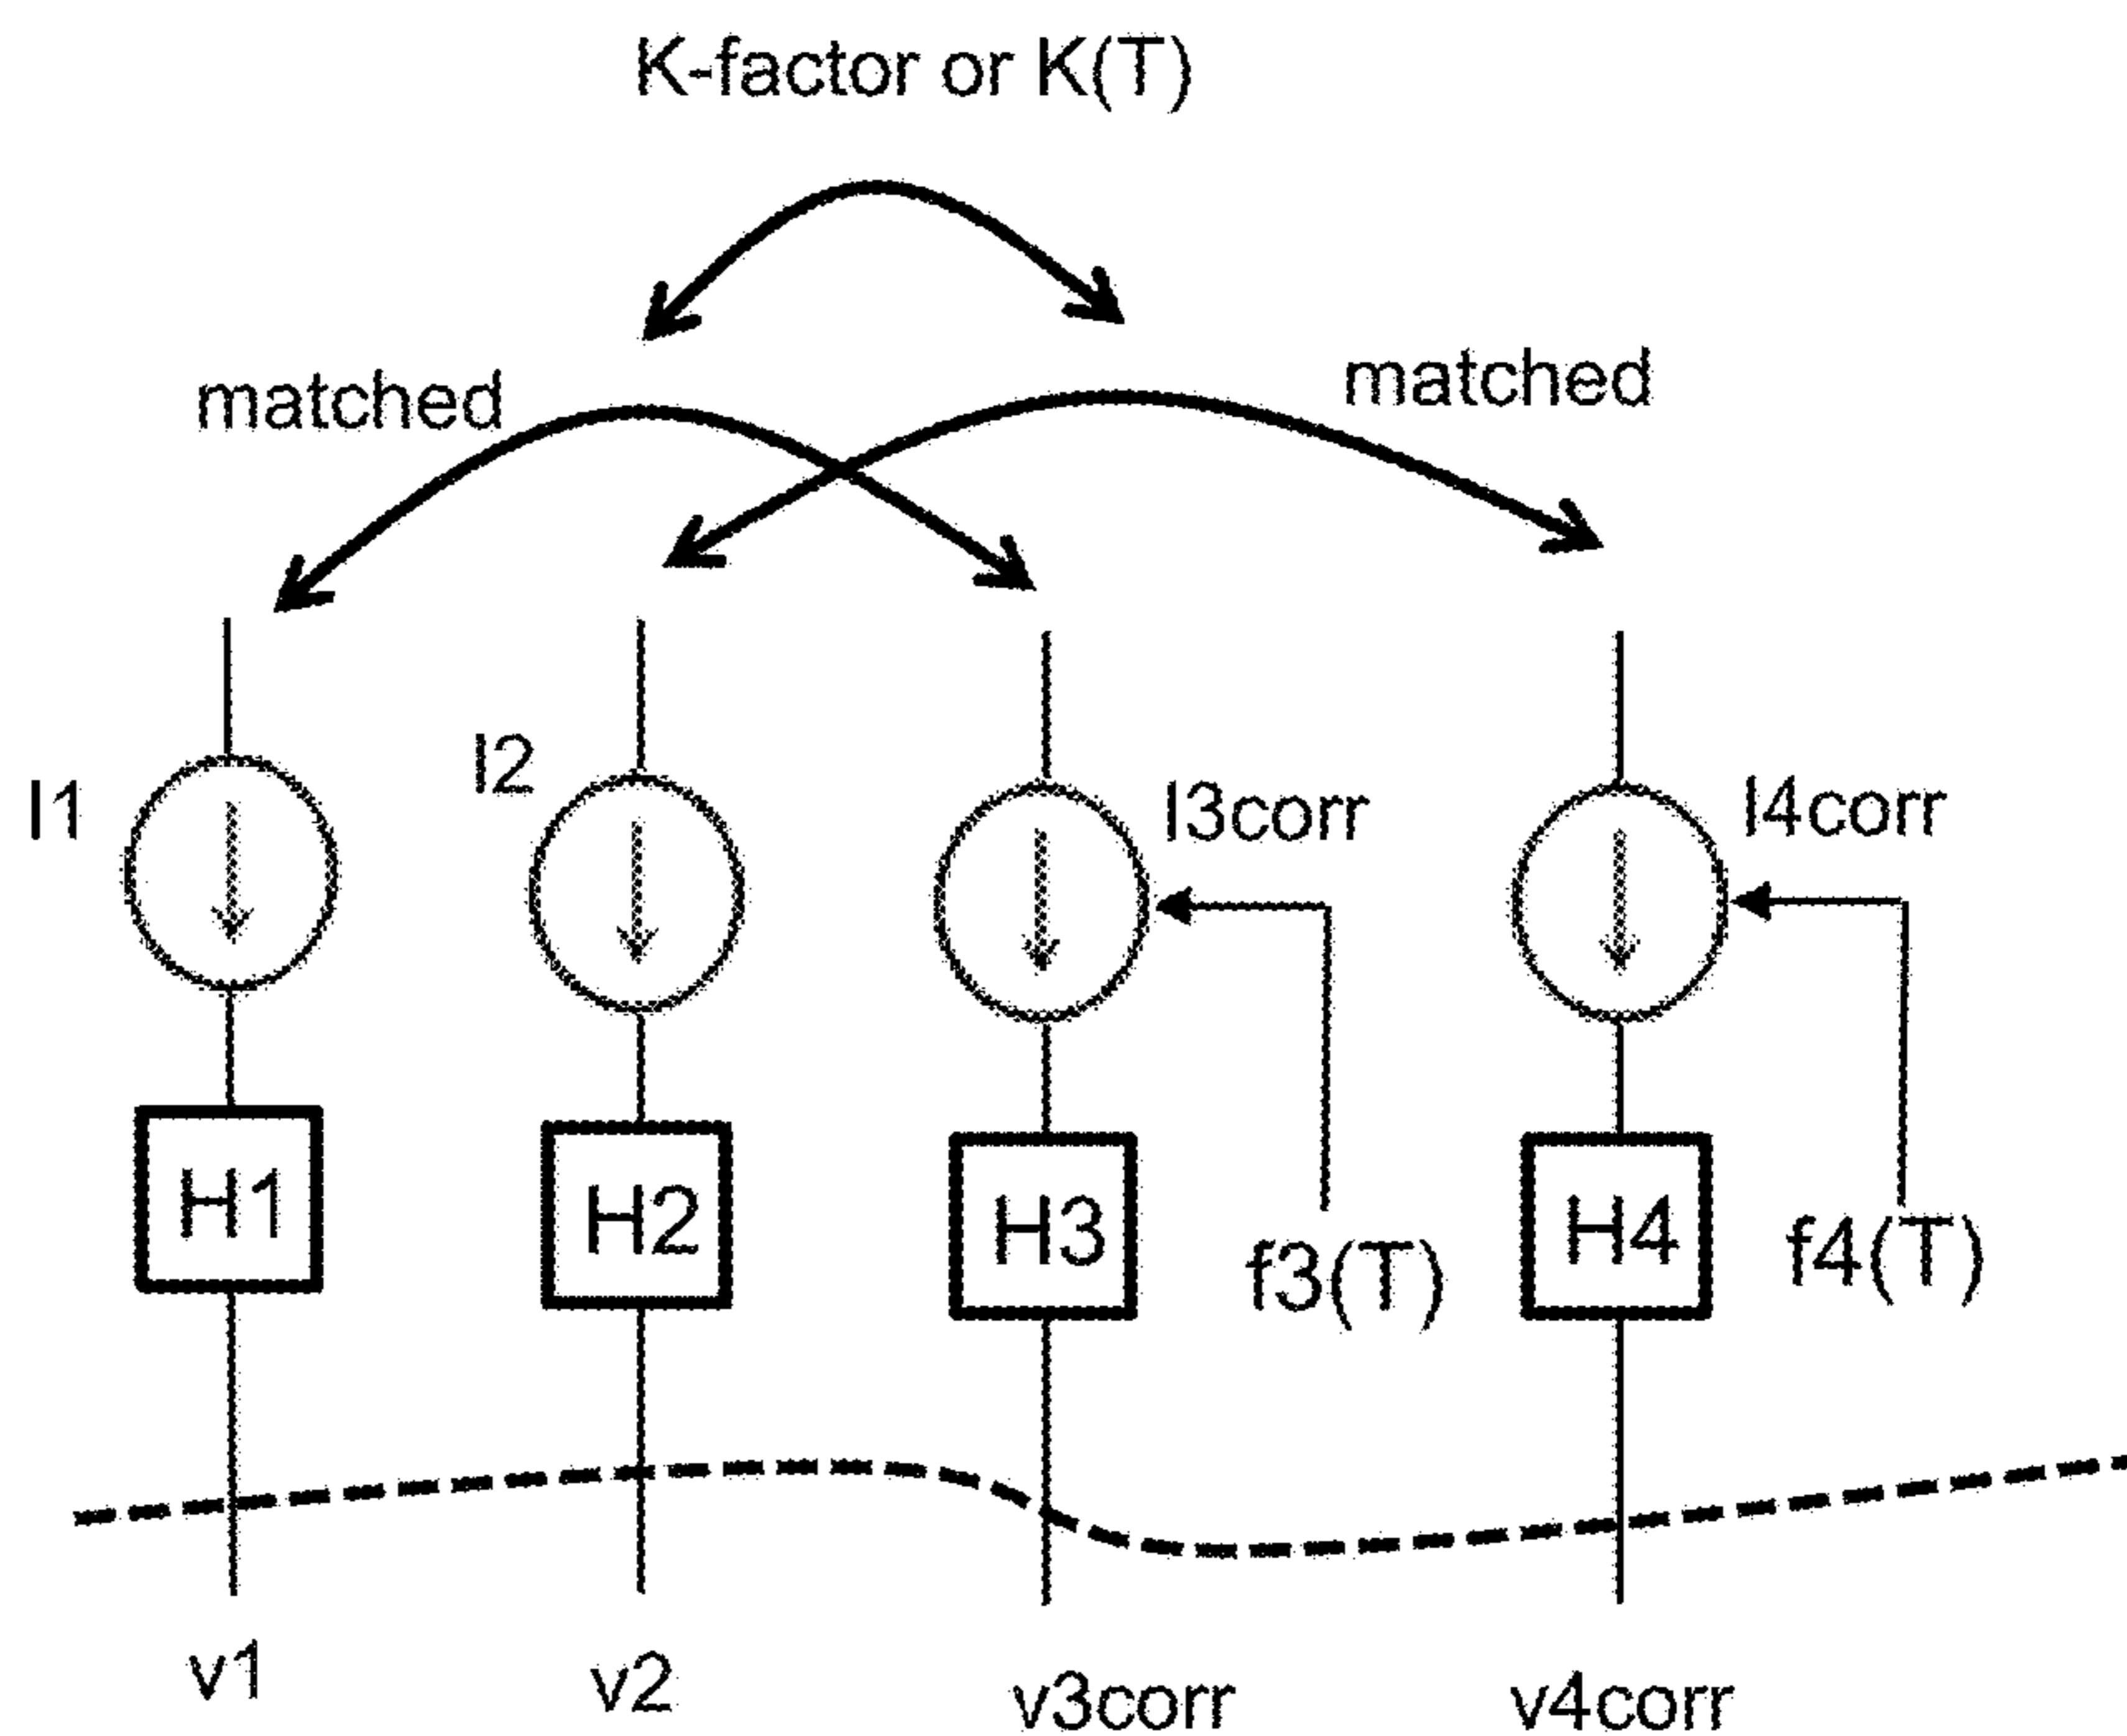 K-factor or K(T)
matched
matched
I1
I2
I3corr
I4corr
H1
H2
H3
H4
f3(T)
f4(T)
v1
v2
v3corr
v4corr